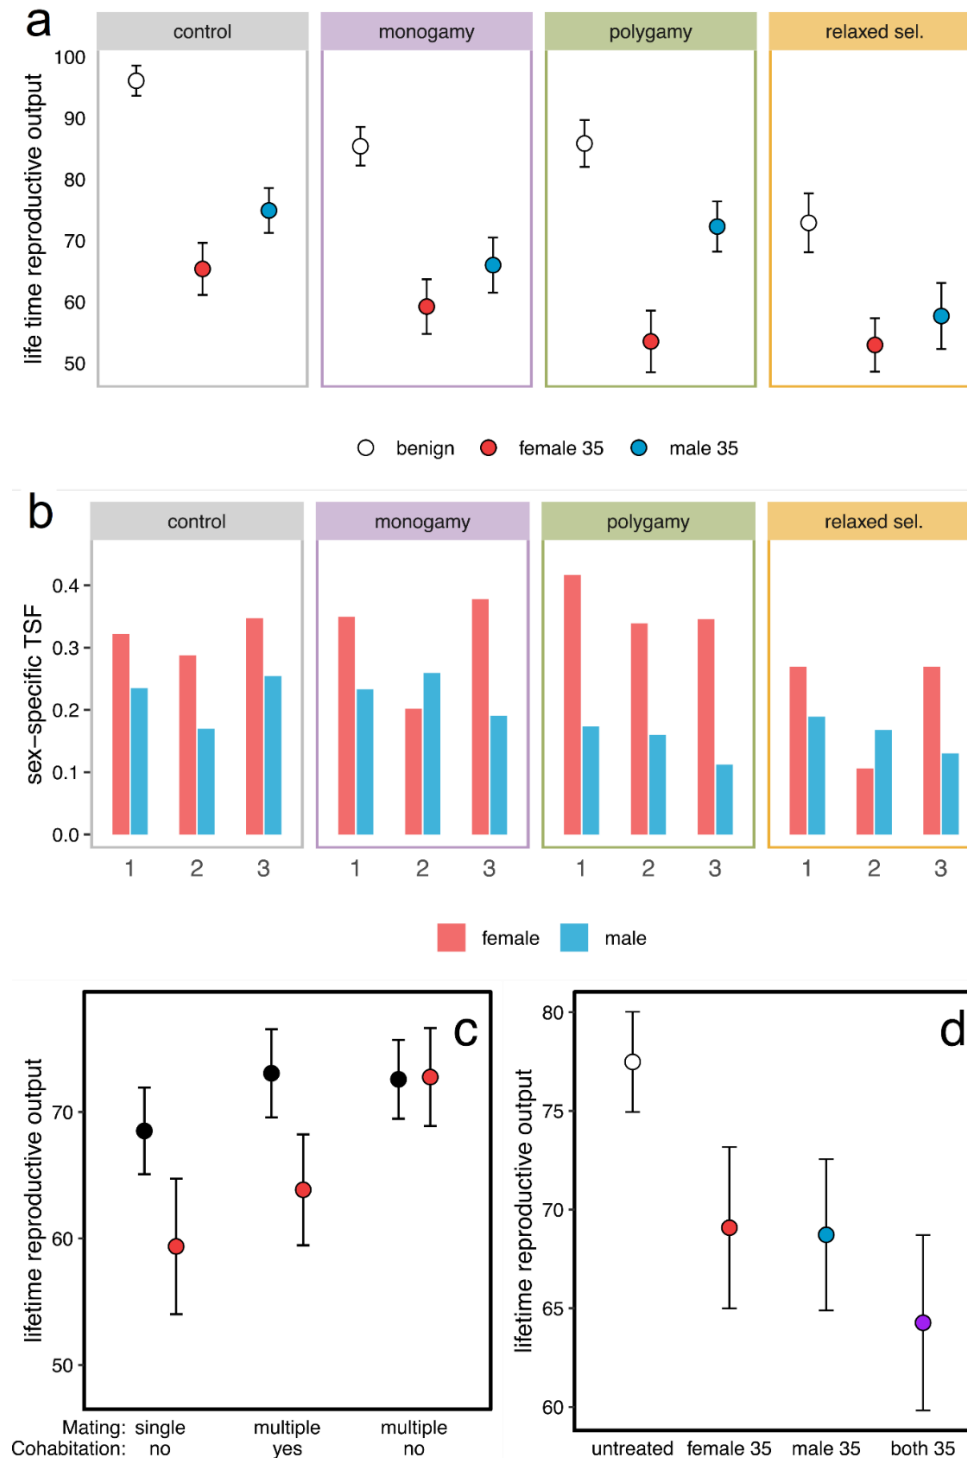 a
control monogamy polygamy relaxed sel.
life time reproductive output
100
90
80
70
60
50
benign female 35 male 35
b
control monogamy polygamy relaxed sel.
sex-specific TSF
0.4
0.3
0.2
0.1
0.0
1 2 3 1 2 3 1 2 3 1 2 3
female male
c
lifetime reproductive output
70
60
50
Mating: single multiple multiple
Cohabitation: no yes no
d
lifetime reproductive output
80
75
70
65
60
untreated female 35 male 35 both 35